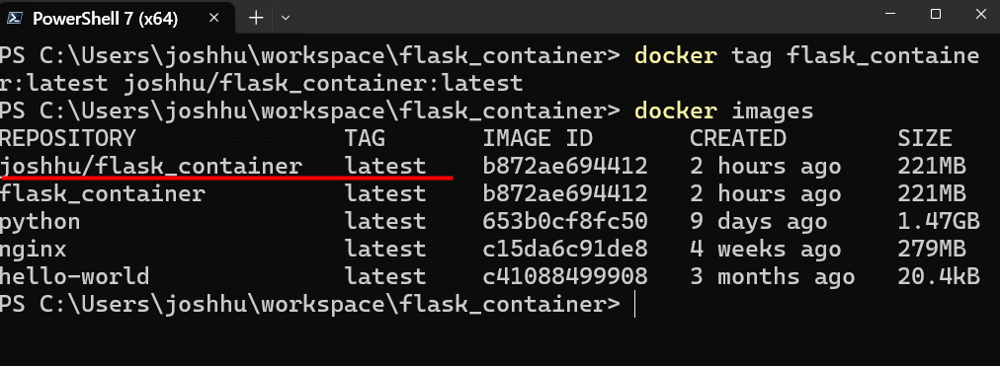 PowerShell 7 (x64)
PS C:\Users\joshhu\workspace\flask_container> docker tag flask_containe
r:latest joshhu/flask_container:latest
PS C:\Users\joshhu\workspace\flask_container> docker images
REPOSITORY TAG IMAGE ID CREATED SIZE
joshhu/flask_container latest b872ae694412 2 hours ago 221MB
flask_container latest b872ae694412 2 hours ago 221MB
python latest 653b0cf8fc50 9 days ago 1.47GB
nginx latest c15da6c91de8 4 weeks ago 279MB
hello-world latest c41088499908 3 months ago 20.4kB
PS C:\Users\joshhu\workspace\flask_container>